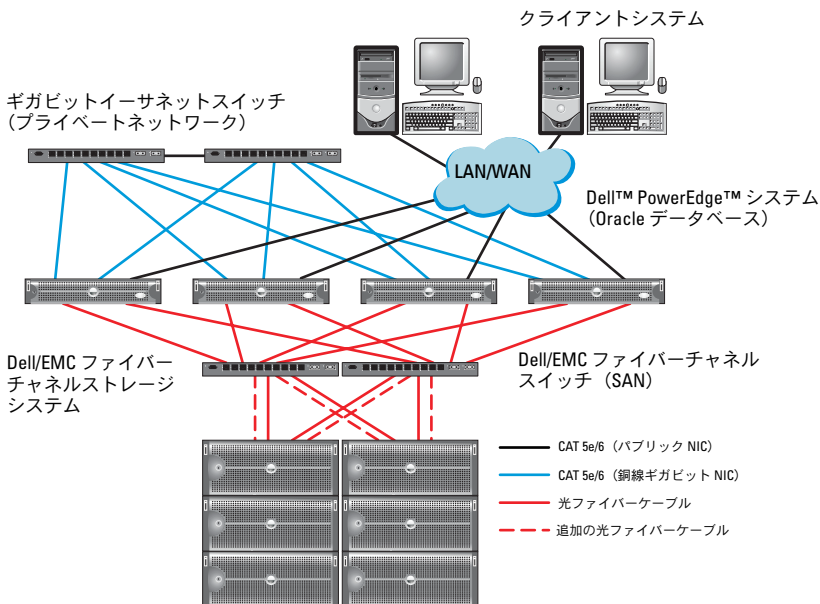 クライアントシステム
ギガビットイーサネットスイッチ
（プライベートネットワーク）
LAN/WAN
Dell™ PowerEdge™ システム
（Oracle データベース）
Dell/EMC ファイバー
チャネルストレージ
システム
Dell/EMC ファイバーチャネル
スイッチ（SAN）
CAT 5e/6（パブリック NIC）
CAT 5e/6（銅線ギガビット NIC）
光ファイバーケーブル
追加の光ファイバーケーブル